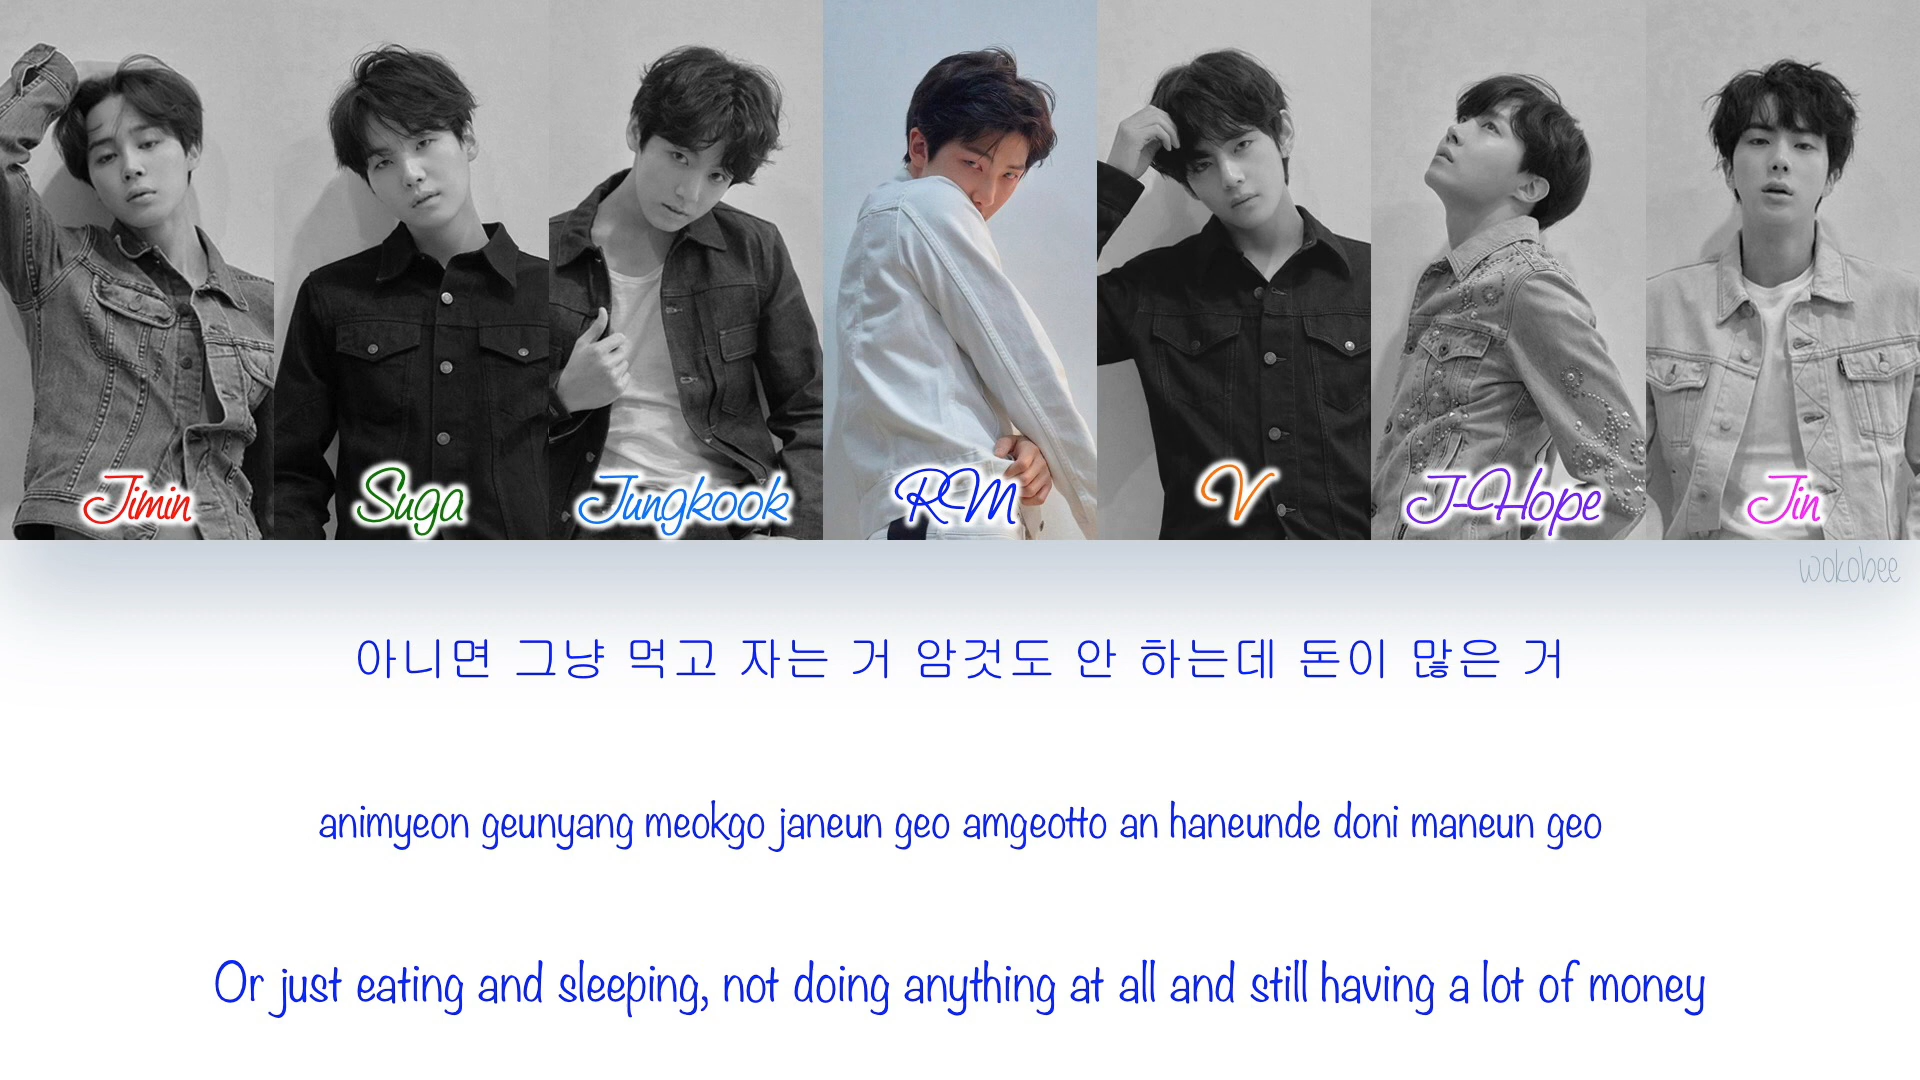 Jimin Suga Jungkook RM V J-Hope Jin
wokobee
아니면 그냥 먹고 자는 거 암것도 안 하는데 돈이 많은 거
animyeon geunyang meokgo janeun geo amgeotto an haneunde doni maneun geo
Or just eating and sleeping, not doing anything at all and still having a lot of money